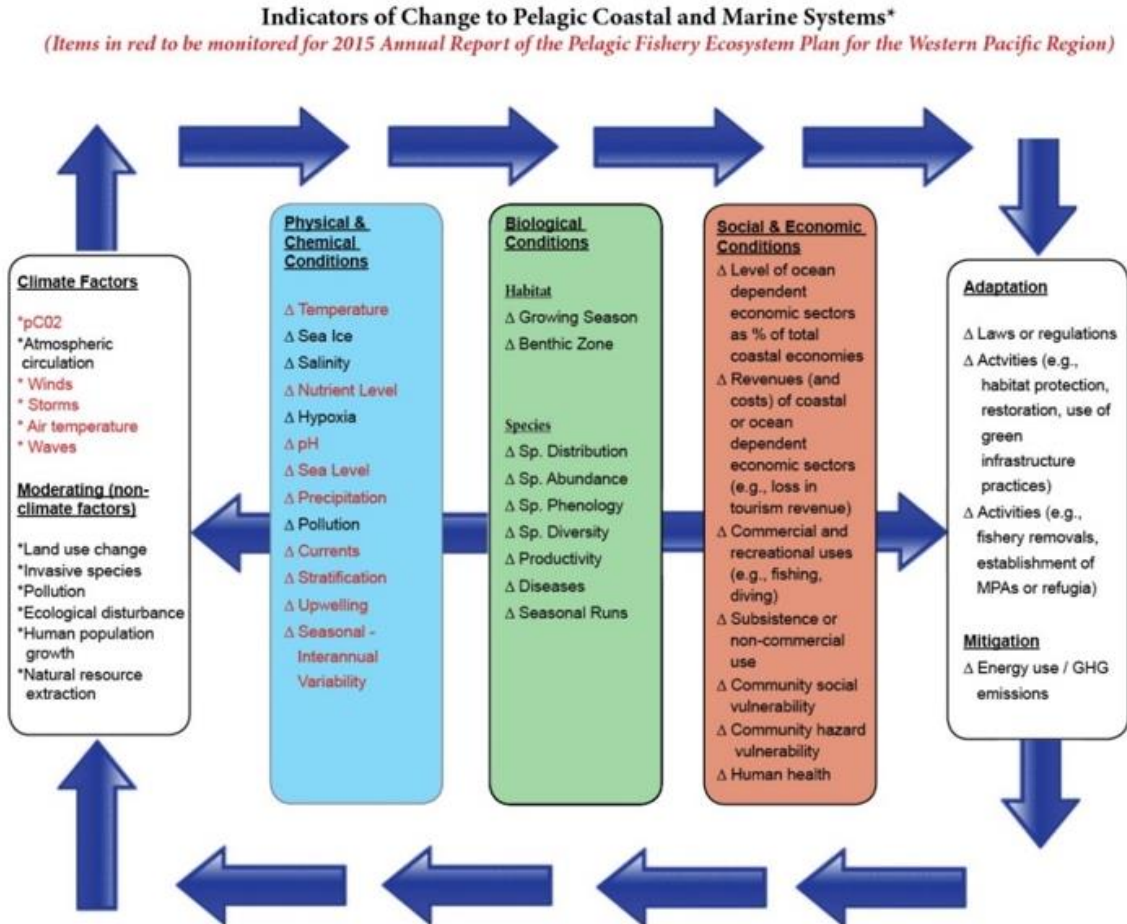 Indicators of Change to Pelagic Coastal and Marine Systems*
(Items in red to be monitored for 2015 Annual Report of the Pelagic Fishery Ecosystem Plan for the Western Pacific Region)
Climate Factors
*pC02
*Atmospheric
circulation
* Winds
* Storms
* Air temperature
* Waves
Moderating (non-
climate factors)
*Land use change
*Invasive species
*Pollution
*Ecological disturbance
*Human population
growth
*Natural resource
extraction
Physical &
Chemical
Conditions
Δ Temperature
Δ Sea Ice
Δ Salinity
Δ Nutrient Level
Δ Hypoxia
Δ pH
Δ Sea Level
Δ Precipitation
Δ Pollution
Δ Currents
Δ Stratification
Δ Upwelling
Δ Seasonal -
Interannual
Variability
Biological
Conditions
Habitat
Δ Growing Season
Δ Benthic Zone
Species
Δ Sp. Distribution
Δ Sp. Abundance
Δ Sp. Phenology
Δ Sp. Diversity
Δ Productivity
Δ Diseases
Δ Seasonal Runs
Social & Economic
Conditions
Δ Level of ocean
dependent
economic sectors
as % of total
coastal economies
Δ Revenues (and
costs) of coastal
or ocean
dependent
economic sectors
(e.g., loss in
tourism revenue)
Δ Commercial and
recreational uses
(e.g., fishing,
diving)
Δ Subsistence or
non-commercial
use
Δ Community social
vulnerability
Δ Community hazard
vulnerability
Δ Human health
Adaptation
Δ Laws or regulations
Δ Actvities (e.g.,
habitat protection,
restoration, use of
green
infrastructure
practices)
Δ Activities (e.g.,
fishery removals,
establishment of
MPAs or refugia)
Mitigation
Δ Energy use / GHG
emissions